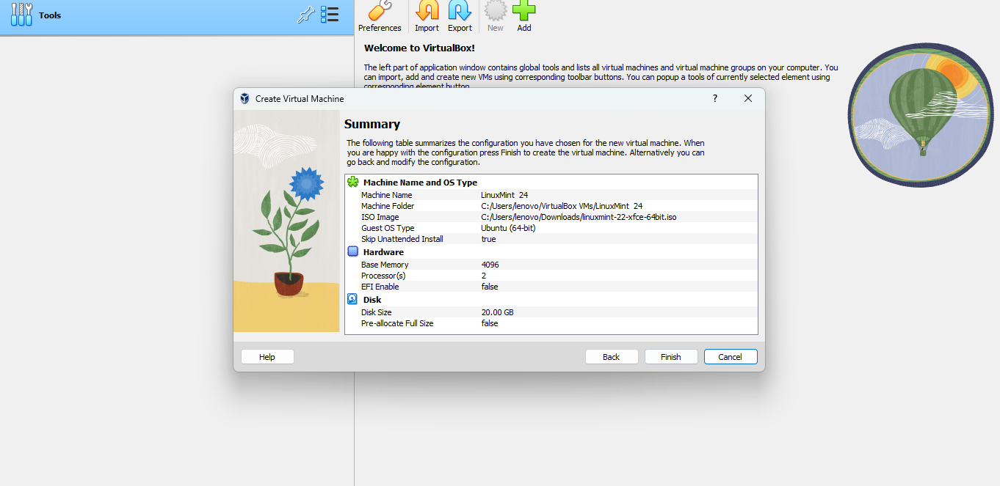 Tools
Preferences
Import
Export
New
Add
Welcome to VirtualBox!
The left part of application window contains global tools and lists all virtual machines and virtual machine groups on your computer. You
can import, add and create new VMs using corresponding toolbar buttons. You can popup a tools of currently selected element using
corresponding element button
Create Virtual Machine
?
Summary
The following table summarizes the configuration you have chosen for the new virtual machine. When
you are happy with the configuration press Finish to create the virtual machine. Alternatively you can
go back and modify the configuration.
Machine Name and OS Type
Machine Name LinuxMint 24
Machine Folder C:/Users/lenovo/VirtualBox VMs/LinuxMint 24
ISO Image C:/Users/lenovo/Downloads/linuxmint-22-xfce-64bit.iso
Guest OS Type Ubuntu (64-bit)
Skip Unattended Install true
Hardware
Base Memory 4096
Processor(s) 2
EFI Enable false
Disk
Disk Size 20.00 GB
Pre-allocate Full Size false
Help
Back
Finish
Cancel